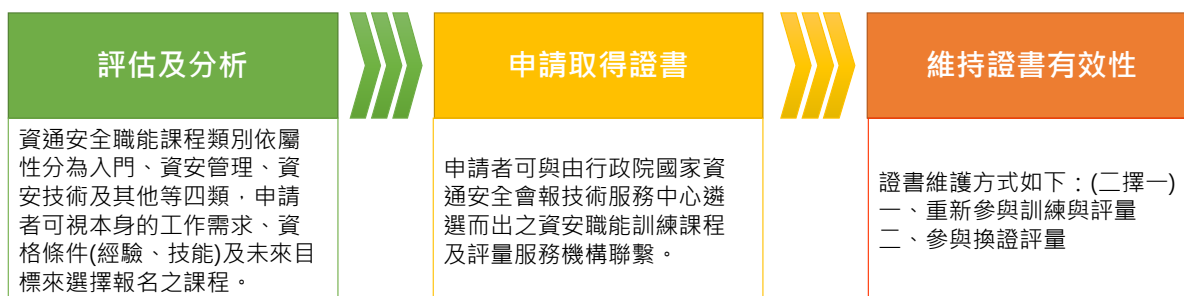 評估及分析
資通安全職能課程類別依屬
性分為入門、資安管理、資
安技術及其他等四類，申請
者可視本身的工作需求、資
格條件(經驗、技能)及未來目
標來選擇報名之課程。
申請取得證書
申請者可與由行政院國家資
通安全會報技術服務中心遴
選而出之資安職能訓練課程
及評量服務機構聯繫。
維持證書有效性
證書維護方式如下：(二擇一)
一、重新參與訓練與評量
二、參與換證評量